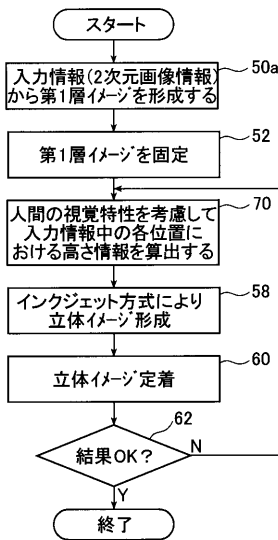 スタート
50a
入力情報(2次元画像情報)
から第1層イメージを形成する
52
第1層イメージを固定
70
人間の視覚特性を考慮して
入力情報中の各位置に
おける高さ情報を算出する
58
インクジェット方式により
立体イメージ形成
60
立体イメージ定着
62
結果OK?
N
Y
終了